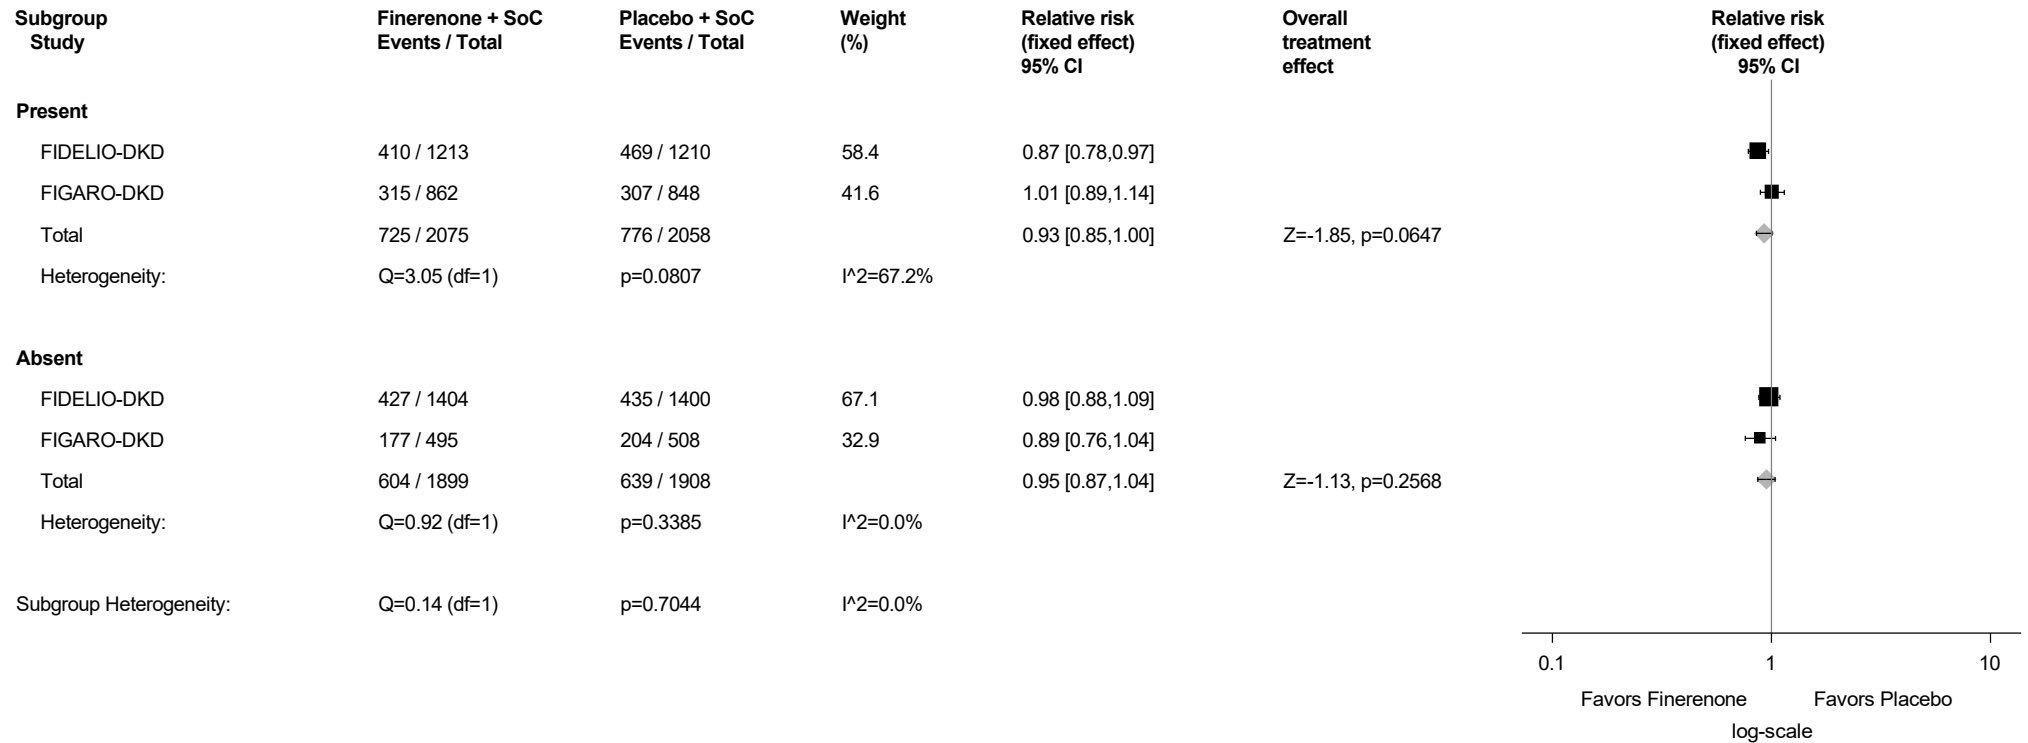 Subgroup Finerenone + SoC Placebo + SoC Weight Relative risk Overall Relative risk
Study Events / Total Events / Total (%) (fixed effect) treatment (fixed effect)
95% CI effect 95% CI
Present
FIDELIO-DKD 410 / 1213 469 / 1210 58.4 0.87 [0.78,0.97]
FIGARO-DKD 315 / 862 307 / 848 41.6 1.01 [0.89,1.14]
Total 725 / 2075 776 / 2058 0.93 [0.85,1.00] Z=-1.85, p=0.0647
Heterogeneity: Q=3.05 (df=1) p=0.0807 I^2=67.2%
Absent
FIDELIO-DKD 427 / 1404 435 / 1400 67.1 0.98 [0.88,1.09]
FIGARO-DKD 177 / 495 204 / 508 32.9 0.89 [0.76,1.04]
Total 604 / 1899 639 / 1908 0.95 [0.87,1.04] Z=-1.13, p=0.2568
Heterogeneity: Q=0.92 (df=1) p=0.3385 I^2=0.0%
Subgroup Heterogeneity: Q=0.14 (df=1) p=0.7044 I^2=0.0%
0.1 1 10
Favors Finerenone Favors Placebo
log-scale